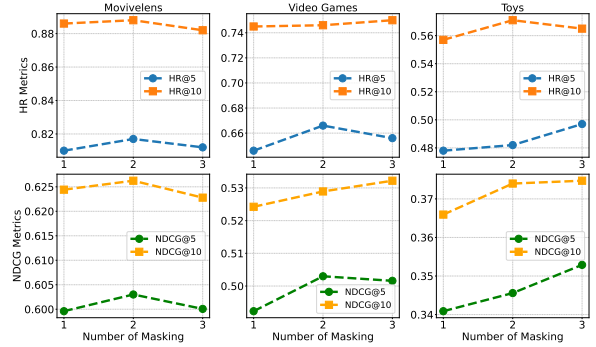 Movivelens
Video Games
Toys
HR Metrics
0.88
0.86
0.84
0.82
HR@5
HR@10
1 2 3
0.74
0.72
0.70
0.68
0.66
HR@5
HR@10
1 2 3
0.56
0.54
0.52
0.50
0.48
HR@5
HR@10
1 2 3
NDCG Metrics
0.625
0.620
0.615
0.610
0.605
0.600
NDCG@5
NDCG@10
1 2 3
Number of Masking
0.53
0.52
0.51
0.50
NDCG@5
NDCG@10
1 2 3
Number of Masking
0.37
0.36
0.35
0.34
NDCG@5
NDCG@10
1 2 3
Number of Masking